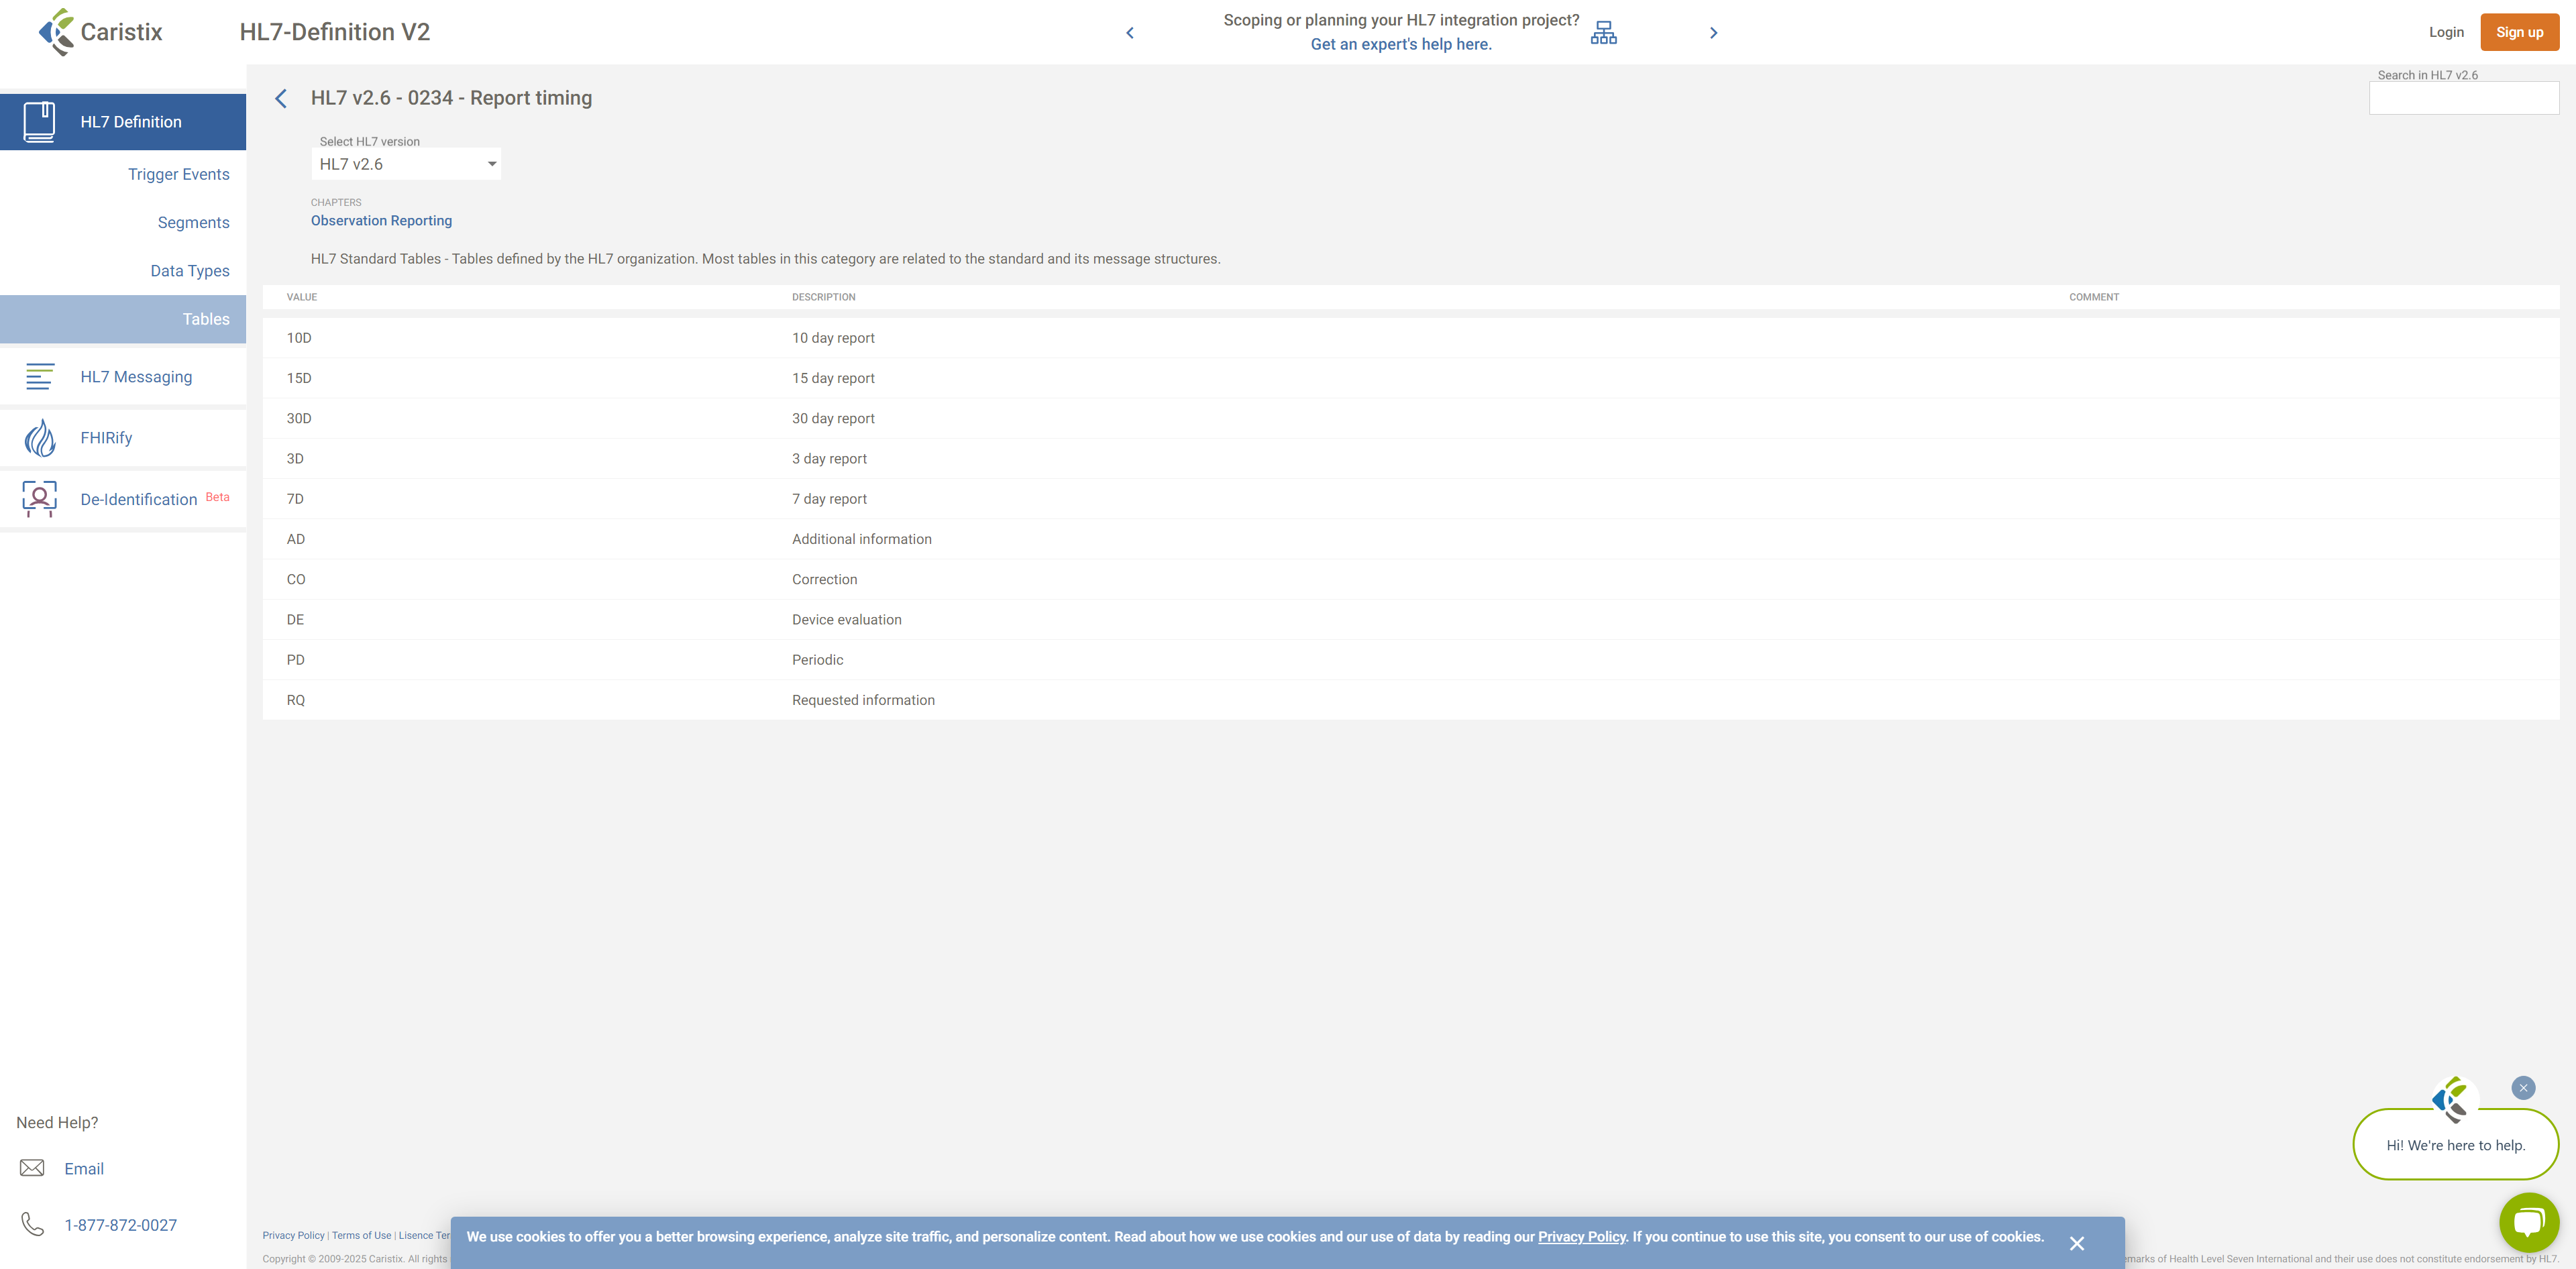 Caristix
HL7-Definition V2
Scoping or planning your HL7 integration project?
Get an expert's help here.
Login
Sign up
HL7 Definition
Trigger Events
Segments
Data Types
Tables
HL7 Messaging
FHIRify
De-Identification Beta
Need Help?
Email
1-877-872-0027
HL7 v2.6 - 0234 - Report timing
Search in HL7 v2.6
Select HL7 version
HL7 v2.6
CHAPTERS
Observation Reporting
HL7 Standard Tables - Tables defined by the HL7 organization. Most tables in this category are related to the standard and its message structures.
VALUE DESCRIPTION COMMENT
10D 10 day report
15D 15 day report
30D 30 day report
3D 3 day report
7D 7 day report
AD Additional information
CO Correction
DE Device evaluation
PD Periodic
RQ Requested information
Hi! We're here to help.
Privacy Policy | Terms of Use | Lisence Ter
We use cookies to offer you a better browsing experience, analyze site traffic, and personalize content. Read about how we use cookies and our use of data by reading our Privacy Policy. If you continue to use this site, you consent to our use of cookies.
Copyright © 2009-2025 Caristix. All rights
emarks of Health Level Seven International and their use does not constitute endorsement by HL7.